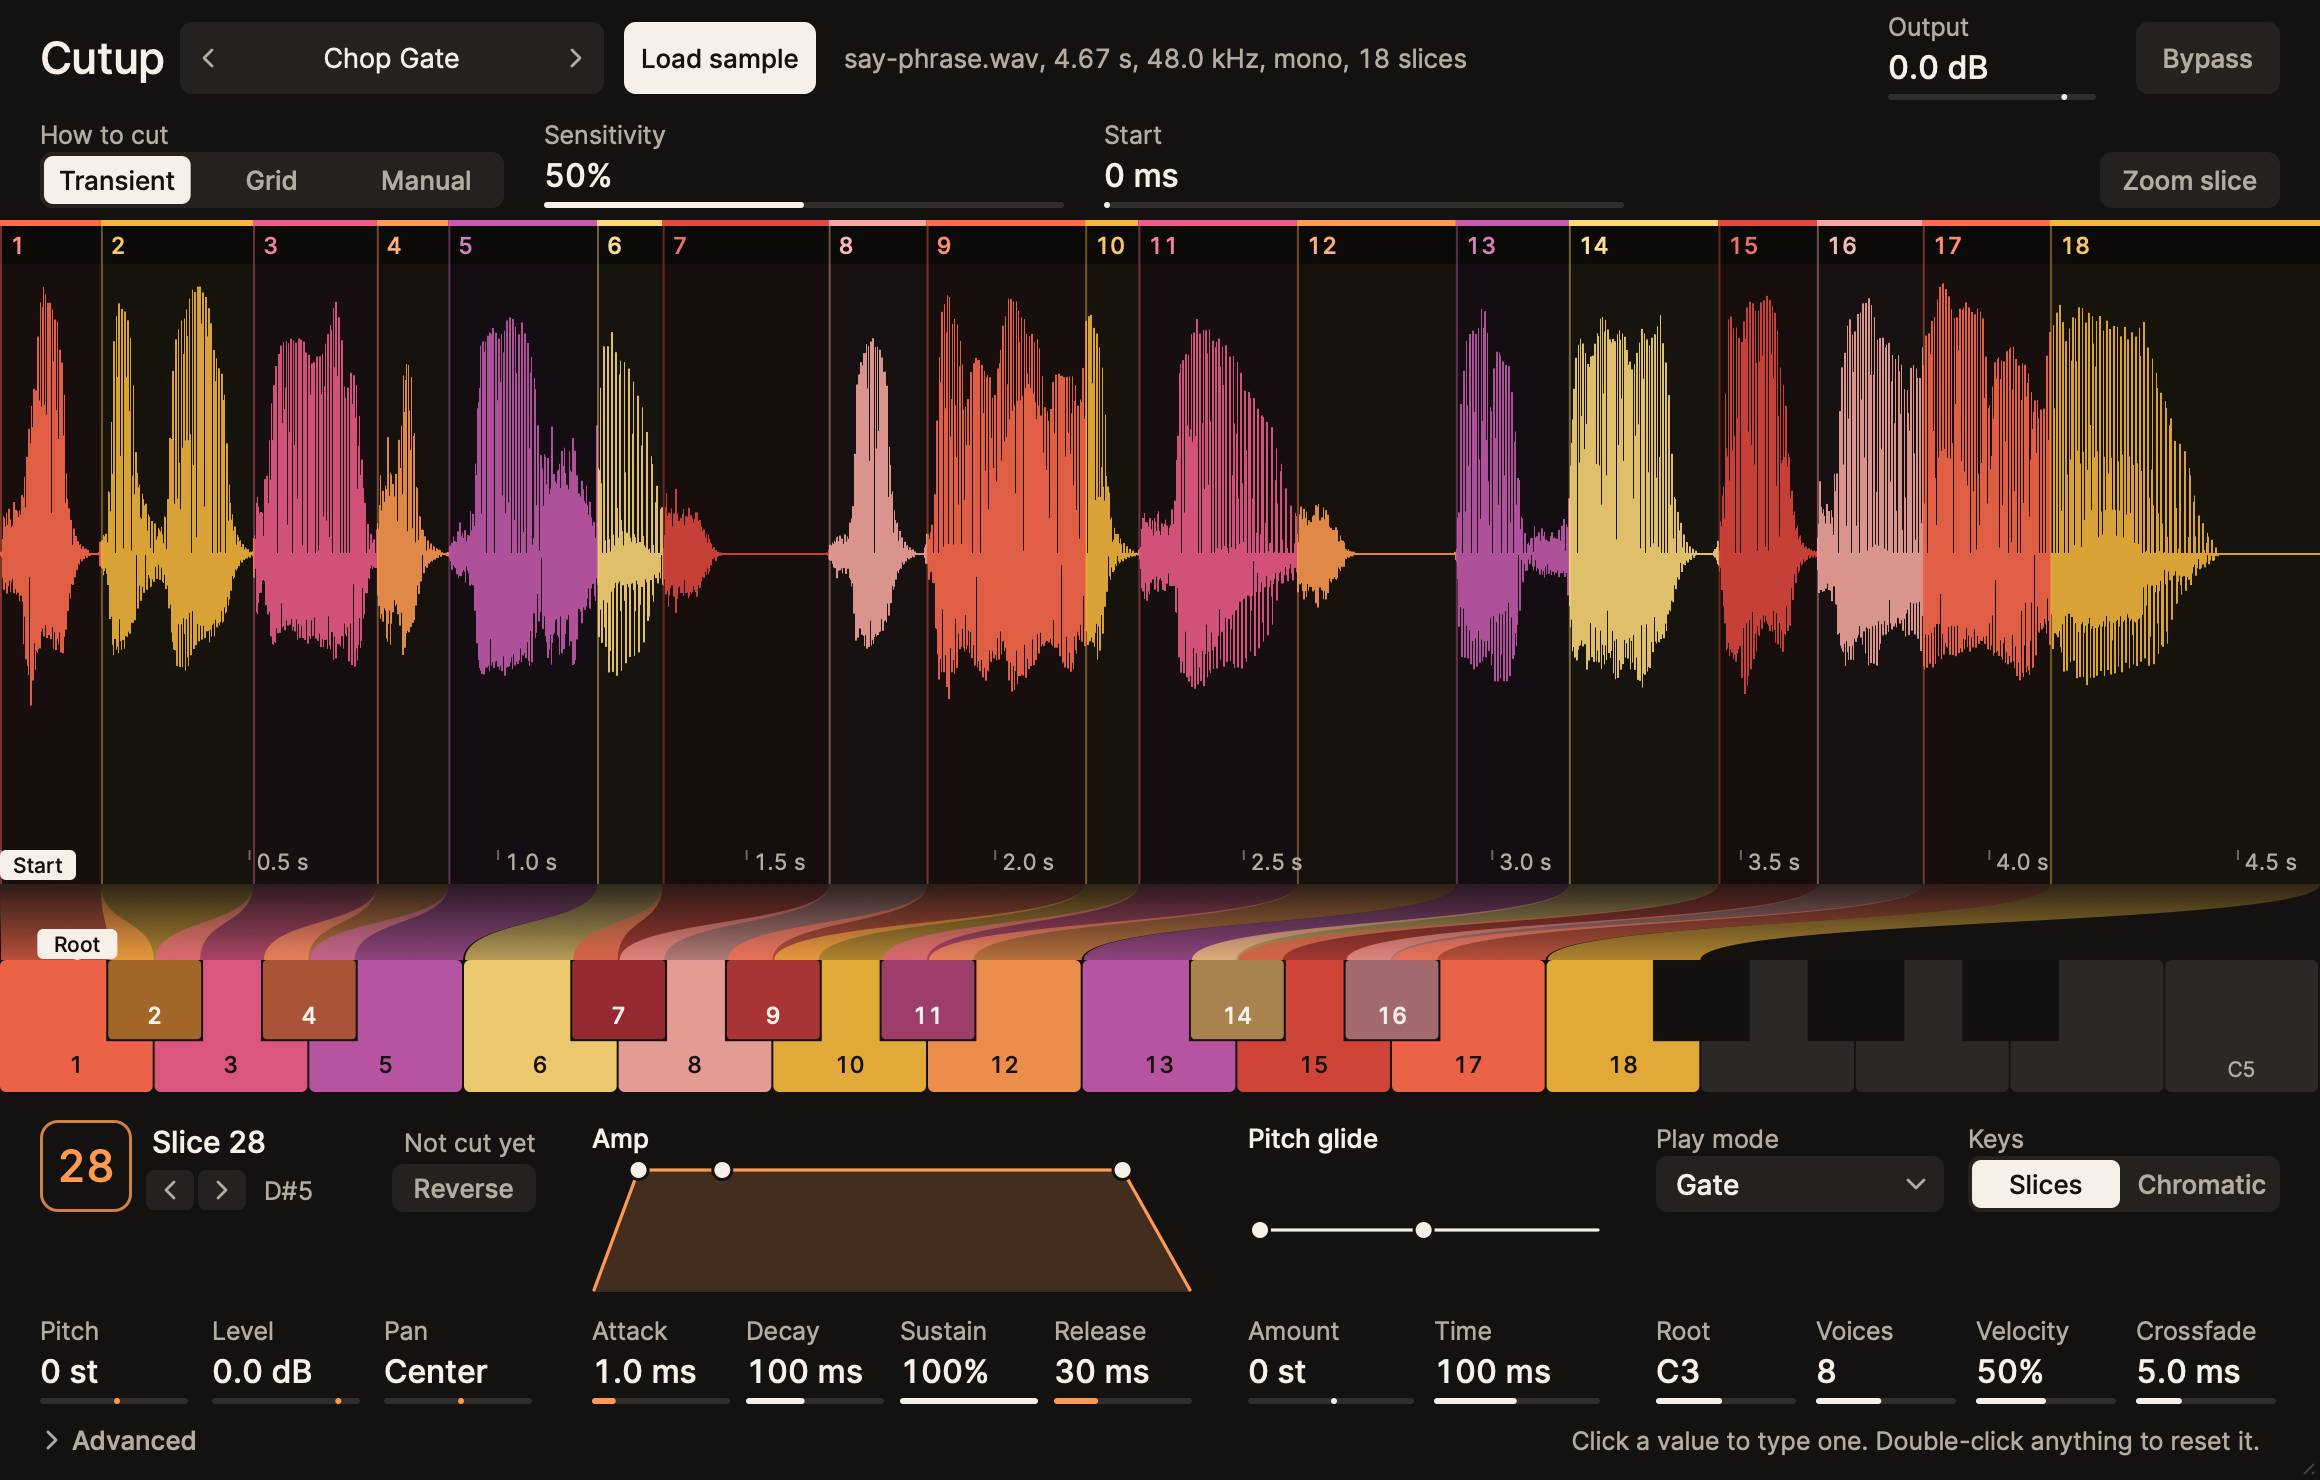 Cutup
Chop Gate
Load sample
say-phrase.wav, 4.67 s, 48.0 kHz, mono, 18 slices
Output
0.0 dB
Bypass
How to cut
Transient
Grid
Manual
Sensitivity
50%
Start
0 ms
Zoom slice
1 2 3 4 5 6 7 8 9 10 11 12 13 14 15 16 17 18
Start
0.5 s 1.0 s 1.5 s 2.0 s 2.5 s 3.0 s 3.5 s 4.0 s 4.5 s
Root
2 4 7 9 11 14 16
1 3 5 6 8 10 12 13 15 17 18 C5
28
Slice 28
D#5
Not cut yet
Reverse
Amp
Pitch glide
Play mode
Gate
Keys
Slices
Chromatic
Pitch
0 st
Level
0.0 dB
Pan
Center
Attack
1.0 ms
Decay
100 ms
Sustain
100%
Release
30 ms
Amount
0 st
Time
100 ms
Root
C3
Voices
8
Velocity
50%
Crossfade
5.0 ms
Advanced
Click a value to type one. Double-click anything to reset it.